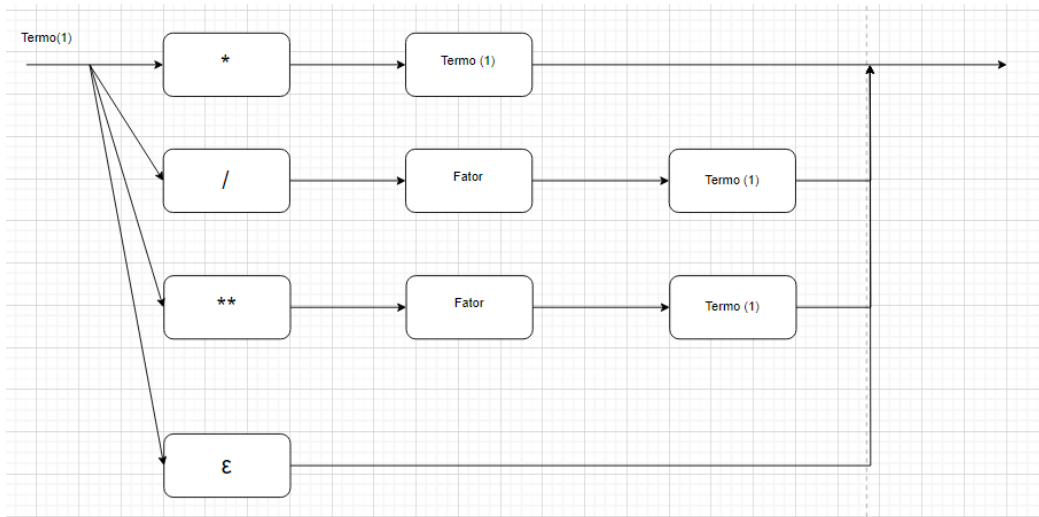 Termo(1)
*
Termo (1)
/
Fator
Termo (1)
**
Fator
Termo (1)
ε